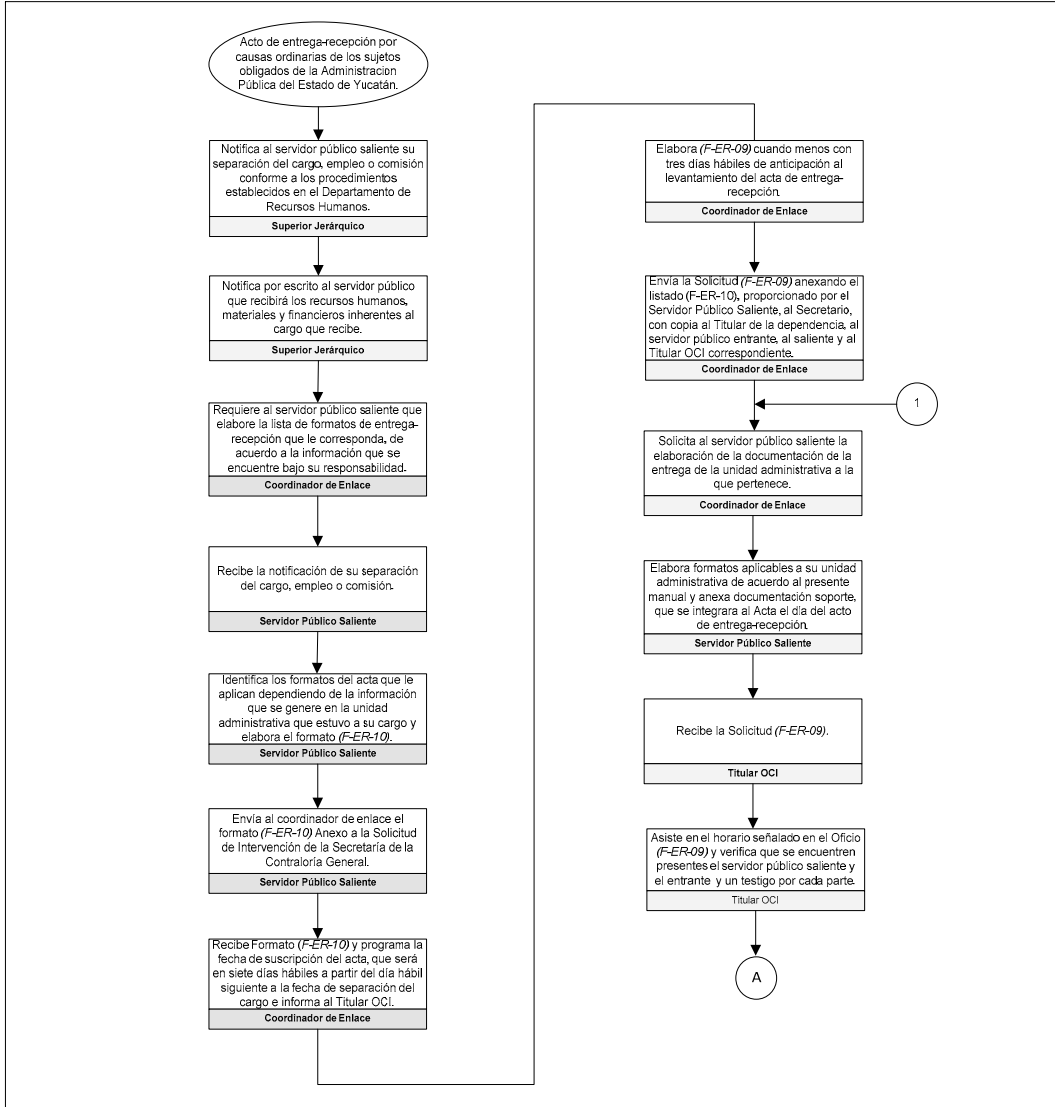 Acto de entrega-recepción por
causas ordinarias de los sujetos
obligados de la Administracion
Pública del Estado de Yucatán.
Notifica al servidor público saliente su
separación del cargo, empleo o comisión
conforme a los procedimientos
establecidos en el Departamento de
Recursos Humanos.
Superior Jerárquico
Notifica por escrito al servidor público
que recibirá los recursos humanos,
materiales y financieros inherentes al
cargo que recibe.
Superior Jerárquico
Requiere al servidor público saliente que
elabore la lista de formatos de entrega-
recepción que le corresponda, de
acuerdo a la información que se
encuentre bajo su responsabilidad.
Coordinador de Enlace
Recibe la notificación de su separación
del cargo, empleo o comisión.
Servidor Público Saliente
Identifica los formatos del acta que le
aplican dependiendo de la información
que se genere en la unidad
administrativa que estuvo a su cargo y
elabora el formato (F-ER-10).
Servidor Público Saliente
Envía al coordinador de enlace el
formato (F-ER-10) Anexo a la Solicitud
de Intervención de la Secretaría de la
Contraloría General.
Servidor Público Saliente
Recibe Formato (F-ER-10) y programa la
fecha de suscripción del acta, que será
en siete días hábiles a partir del día hábil
siguiente a la fecha de separación del
cargo e informa al Titular OCI.
Coordinador de Enlace
Elabora (F-ER-09) cuando menos con
tres días hábiles de anticipación al
levantamiento del acta de entrega-
recepción.
Coordinador de Enlace
Envía la Solicitud (F-ER-09) anexando el
listado (F-ER-10), proporcionado por el
Servidor Público Saliente, al Secretario,
con copia al Titular de la dependencia, al
servidor público entrante, al saliente y al
Titular OCI correspondiente.
Coordinador de Enlace
1
Solicita al servidor público saliente la
elaboración de la documentación de la
entrega de la unidad administrativa a la
que pertenece.
Coordinador de Enlace
Elabora formatos aplicables a su unidad
administrativa de acuerdo al presente
manual y anexa documentación soporte,
que se integrara al Acta el día del acto
de entrega-recepción.
Servidor Público Saliente
Recibe la Solicitud (F-ER-09).
Titular OCI
Asiste en el horario señalado en el Oficio
(F-ER-09) y verifica que se encuentren
presentes el servidor público saliente y
el entrante y un testigo por cada parte.
Titular OCI
A